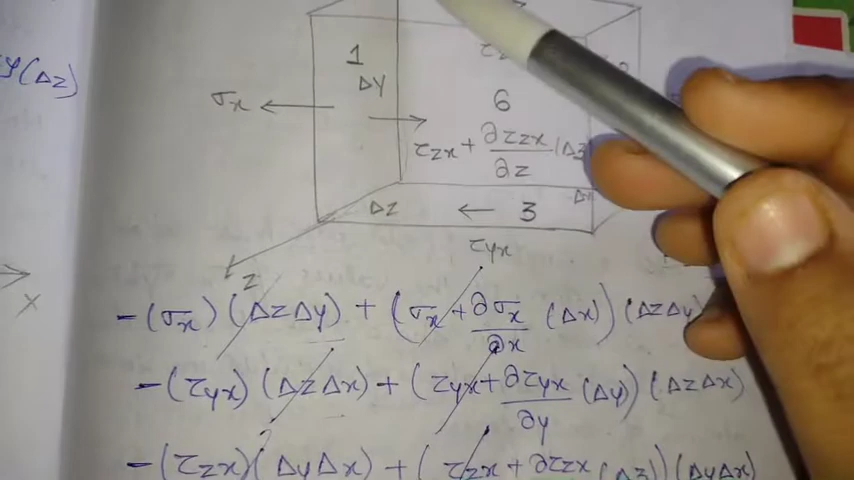 y(Δz)
1
Δy
σx
6
τzx + ∂τzx/∂z (Δz
Δz
3
Δx
τyx
z
x
- (σx) (ΔzΔy) + (σx + ∂σx/∂x (Δx)) (ΔzΔy)
- (τyx) (ΔzΔx) + (τyx + ∂τyx/∂y (Δy)) (ΔzΔx)
- (τzx) (ΔyΔx) + (τzx + ∂τzx (Δz)) (ΔyΔx)